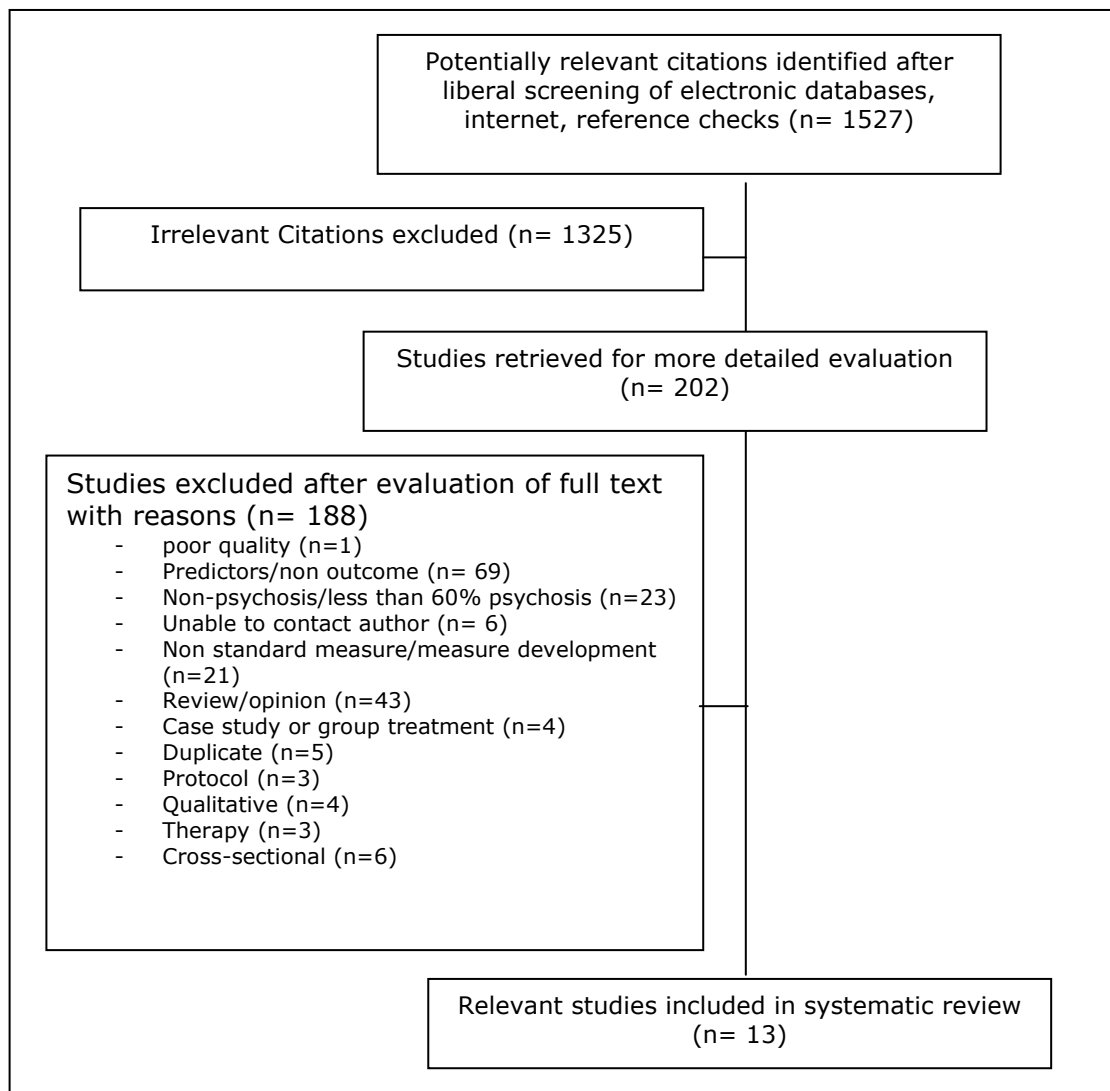 Potentially relevant citations identified after
liberal screening of electronic databases,
internet, reference checks (n= 1527)
Irrelevant Citations excluded (n= 1325)
Studies retrieved for more detailed evaluation
(n= 202)
Studies excluded after evaluation of full text
with reasons (n= 188)
- poor quality (n=1)
- Predictors/non outcome (n= 69)
- Non-psychosis/less than 60% psychosis (n=23)
- Unable to contact author (n= 6)
- Non standard measure/measure development
(n=21)
- Review/opinion (n=43)
- Case study or group treatment (n=4)
- Duplicate (n=5)
- Protocol (n=3)
- Qualitative (n=4)
- Therapy (n=3)
- Cross-sectional (n=6)
Relevant studies included in systematic review
(n= 13)